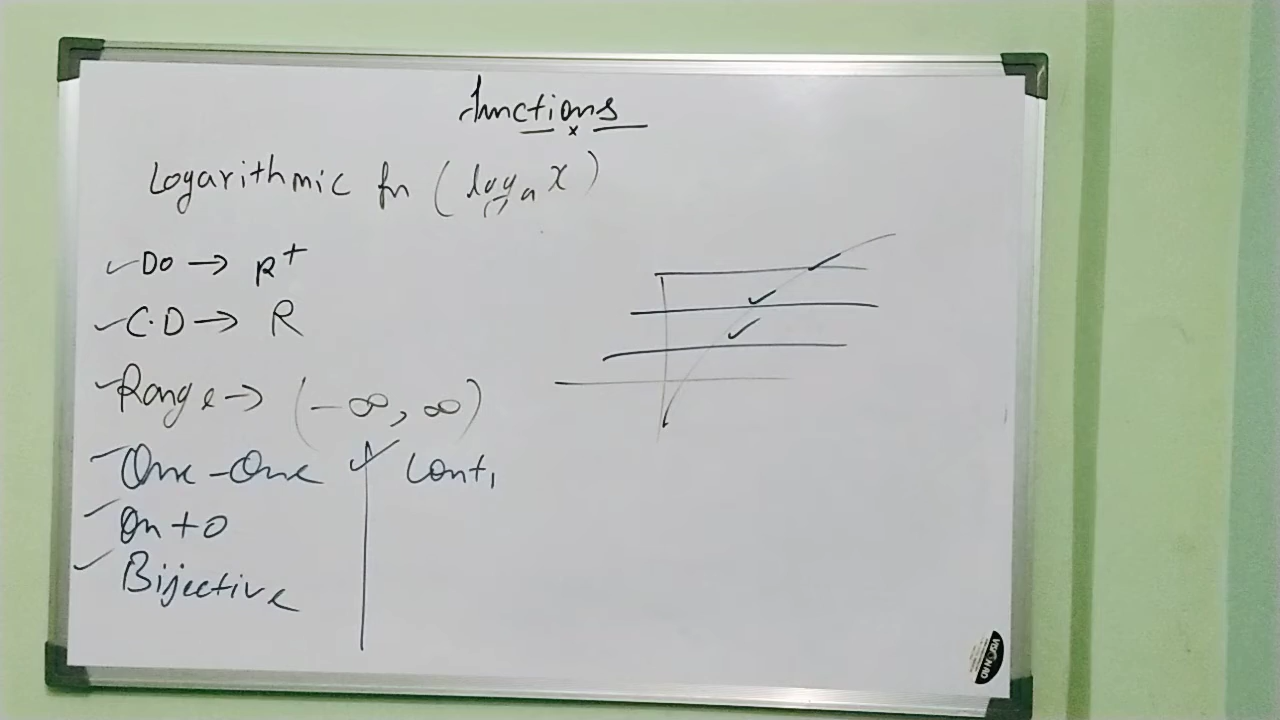 Functions
Logarithmic fn (logₐ x)
Do → R⁺
C.D → R
Range → (-∞, ∞)
One-One
Onto
Bijective
Cont,